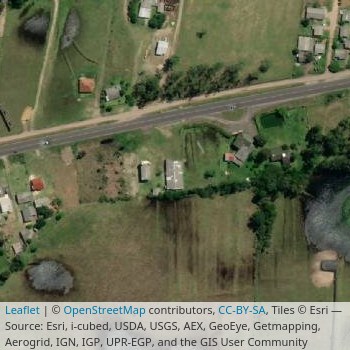 Leaflet | © OpenStreetMap contributors, CC-BY-SA, Tiles © Esri —
Source: Esri, i-cubed, USDA, USGS, AEX, GeoEye, Getmapping,
Aerogrid, IGN, IGP, UPR-EGP, and the GIS User Community